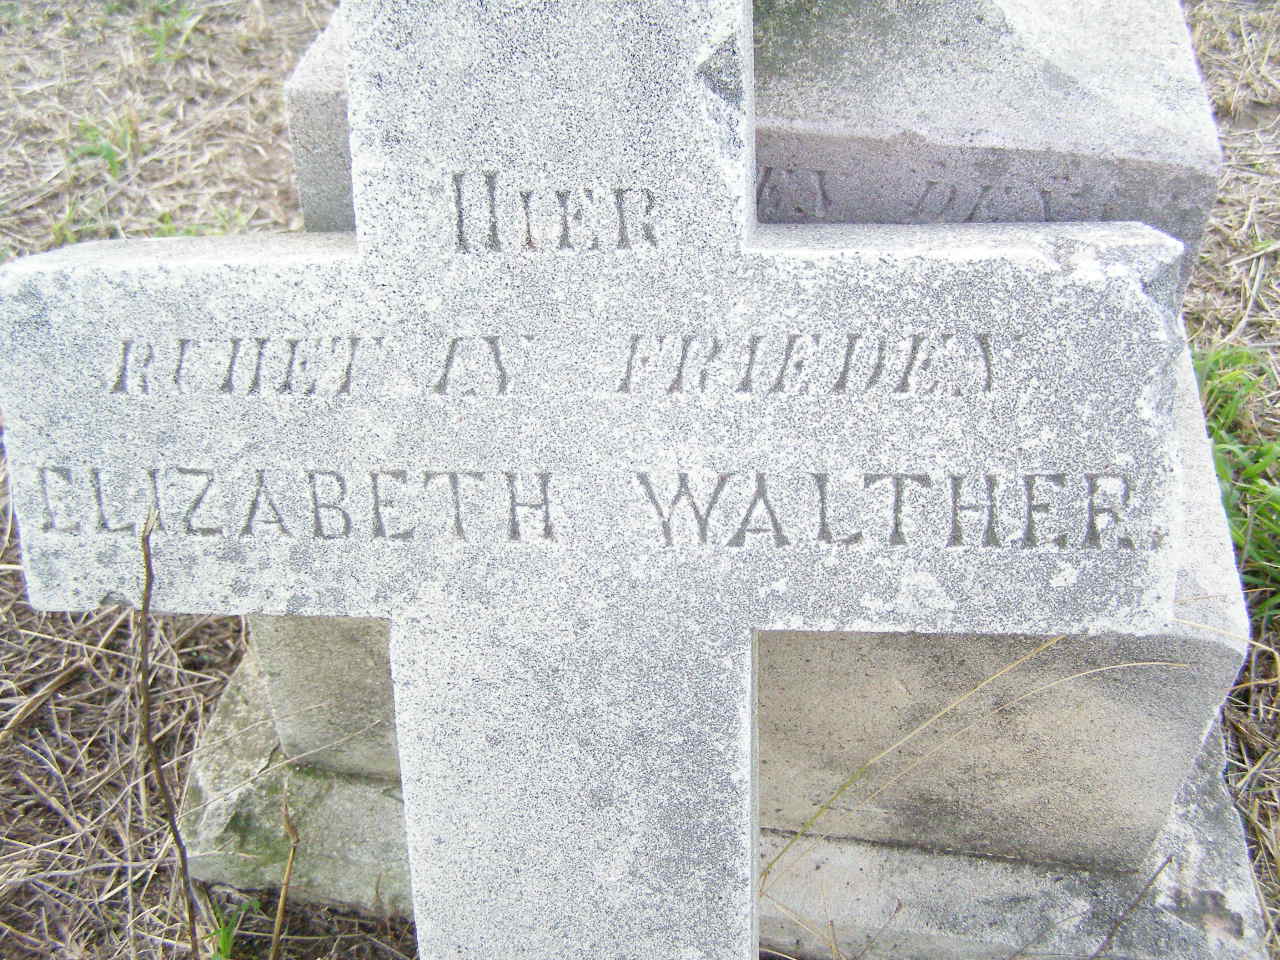 HIER
RUHET IN FRIEDEN
ELIZABETH WALTHER